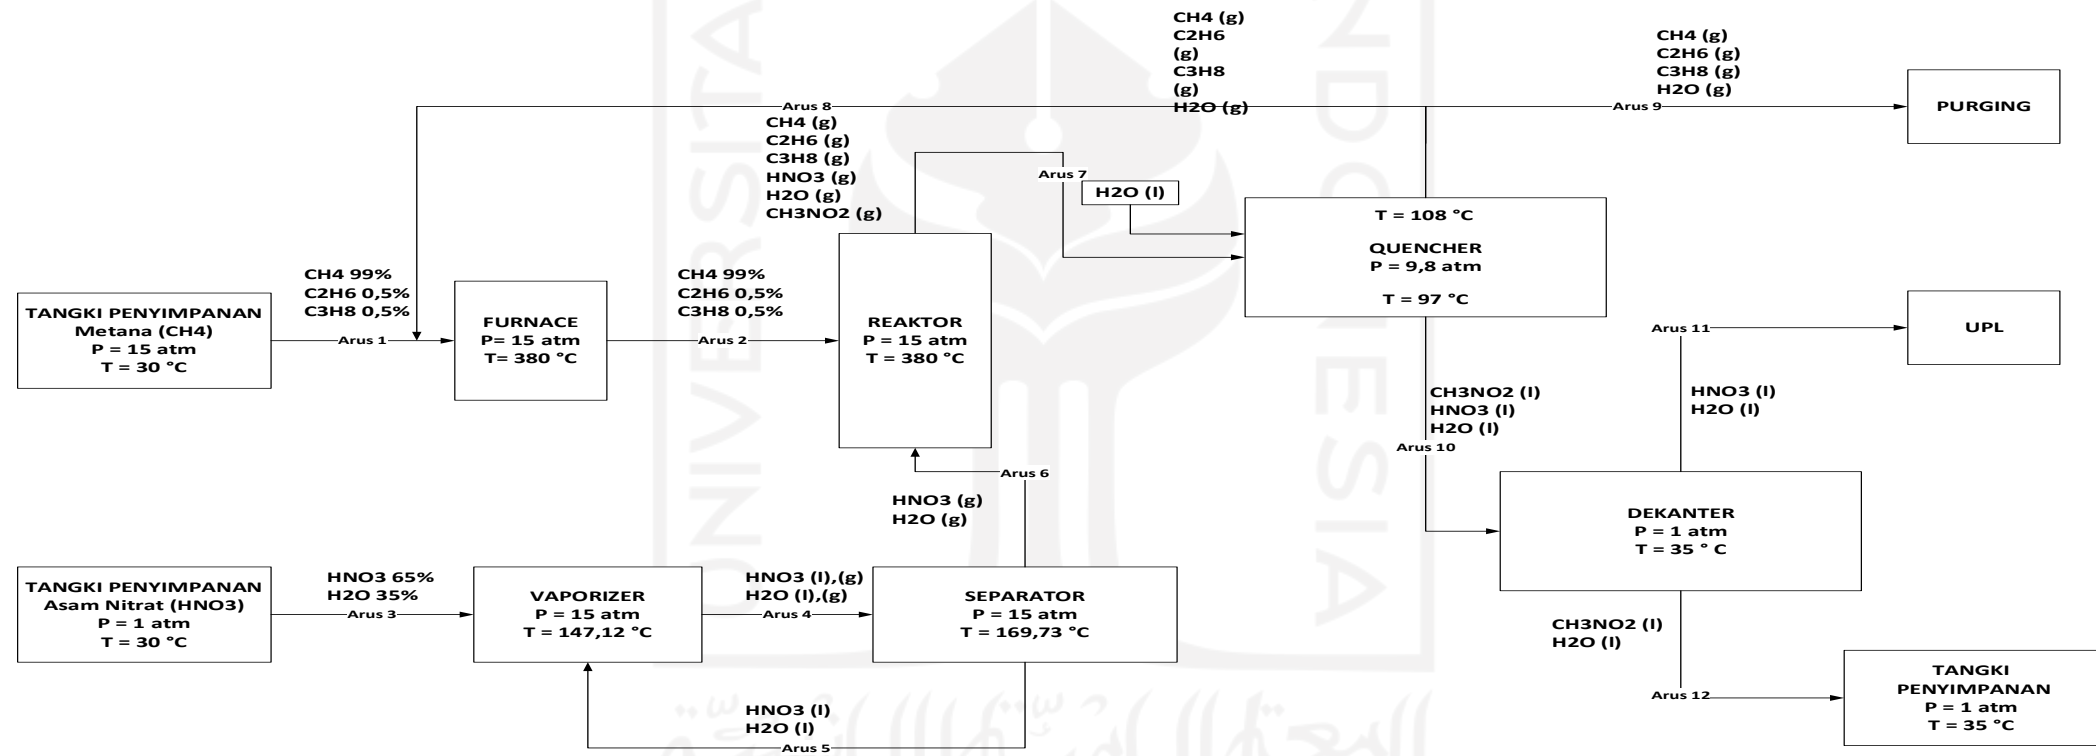 CH4 (g)
C2H6
(g)
C3H8
(g)
H2O (g)
CH4 (g)
C2H6 (g)
C3H8 (g)
H2O (g)
Arus 8
Arus 9
PURGING
CH4 (g)
C2H6 (g)
C3H8 (g)
HNO3 (g)
H2O (g)
CH3NO2 (g)
Arus 7
H2O (l)
T = 108 °C
QUENCHER
P = 9,8 atm
T = 97 °C
TANGKI PENYIMPANAN
Metana (CH4)
P = 15 atm
T = 30 °C
CH4 99%
C2H6 0,5%
C3H8 0,5%
Arus 1
FURNACE
P= 15 atm
T= 380 °C
CH4 99%
C2H6 0,5%
C3H8 0,5%
Arus 2
REAKTOR
P = 15 atm
T = 380 °C
Arus 11
UPL
CH3NO2 (l)
HNO3 (l)
H2O (l)
Arus 10
HNO3 (l)
H2O (l)
Arus 6
HNO3 (g)
H2O (g)
DEKANTER
P = 1 atm
T = 35 ° C
TANGKI PENYIMPANAN
Asam Nitrat (HNO3)
P = 1 atm
T = 30 °C
HNO3 65%
H2O 35%
Arus 3
VAPORIZER
P = 15 atm
T = 147,12 °C
HNO3 (l),(g)
H2O (l),(g)
Arus 4
SEPARATOR
P = 15 atm
T = 169,73 °C
CH3NO2 (l)
H2O (l)
Arus 12
TANGKI
PENYIMPANAN
P = 1 atm
T = 35 °C
HNO3 (l)
H2O (l)
Arus 5
UNIVERSITA
NDONESIA